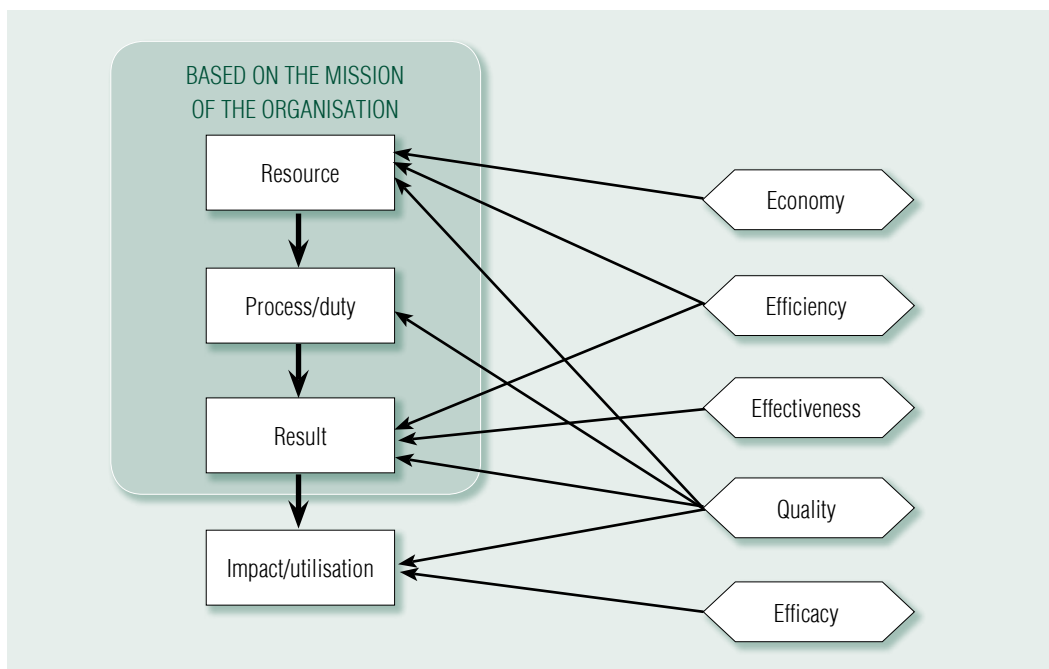 BASED ON THE MISSION
OF THE ORGANISATION
Resource
Process/duty
Result
Impact/utilisation
Economy
Efficiency
Effectiveness
Quality
Efficacy